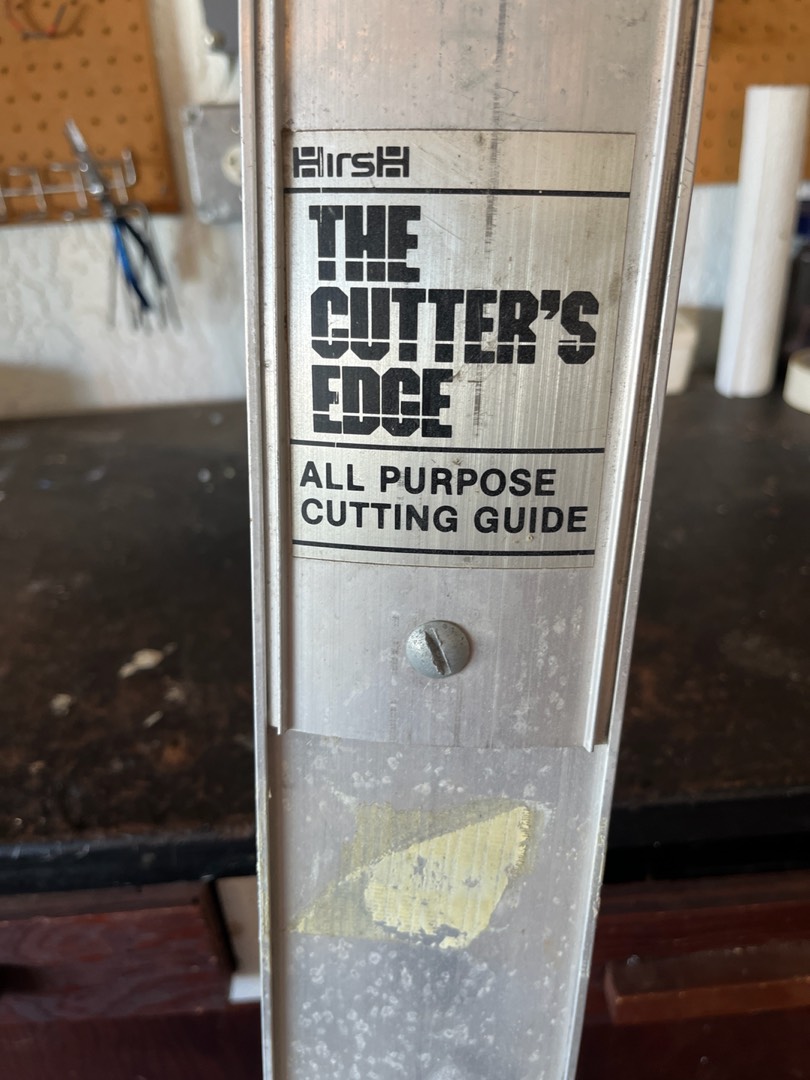 HirsH
THE
CUTTER'S
EDGE
ALL PURPOSE
CUTTING GUIDE